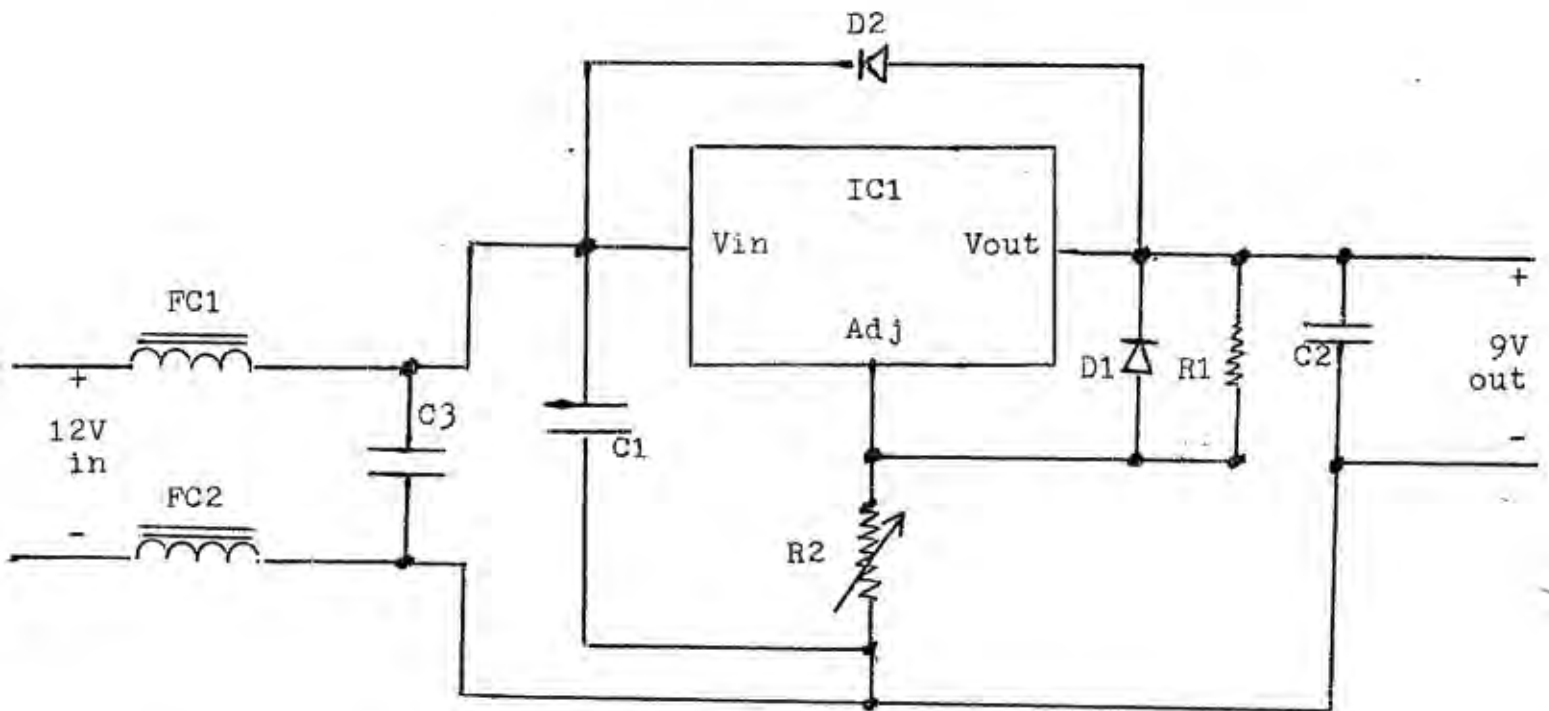 D2
IC1
Vin
Vout
Adj
FC1
+
12V
in
-
FC2
C3
C1
R2
D1
R1
C2
+
9V
out
-